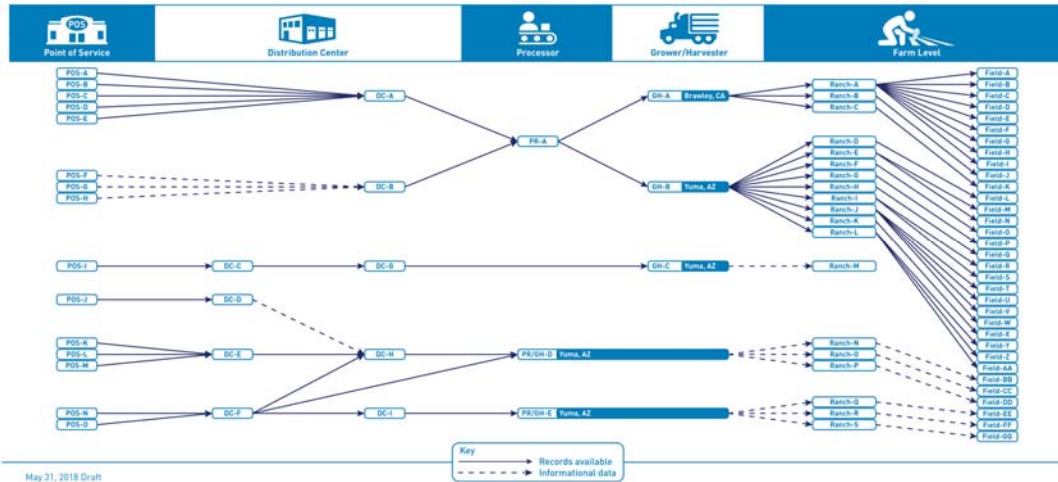 POS
Point of Service
Distribution Center
Processor
Grower/Harvester
Farm Level
POS-A
POS-B
POS-C
POS-D
POS-E
POS-F
POS-G
POS-H
POS-I
POS-J
POS-K
POS-L
POS-M
POS-N
POS-O
DC-C
DC-D
DC-E
DC-F
DC-A
DC-B
DC-G
DC-H
DC-I
PR-A
PR/GH-D Yuma, AZ
PR/GH-E Yuma, AZ
GH-A Brawley, CA
GH-B Yuma, AZ
GH-C Yuma, AZ
Ranch-A
Ranch-B
Ranch-C
Ranch-D
Ranch-E
Ranch-F
Ranch-G
Ranch-H
Ranch-I
Ranch-J
Ranch-K
Ranch-L
Ranch-M
Ranch-N
Ranch-O
Ranch-P
Ranch-Q
Ranch-R
Ranch-S
Field-A
Field-B
Field-C
Field-D
Field-E
Field-F
Field-G
Field-H
Field-I
Field-J
Field-K
Field-L
Field-M
Field-N
Field-O
Field-P
Field-Q
Field-R
Field-S
Field-T
Field-U
Field-V
Field-W
Field-X
Field-Y
Field-Z
Field-AA
Field-BB
Field-CC
Field-DD
Field-EE
Field-FF
Field-GG
Key
Records available
Informational data
May 31, 2018 Draft